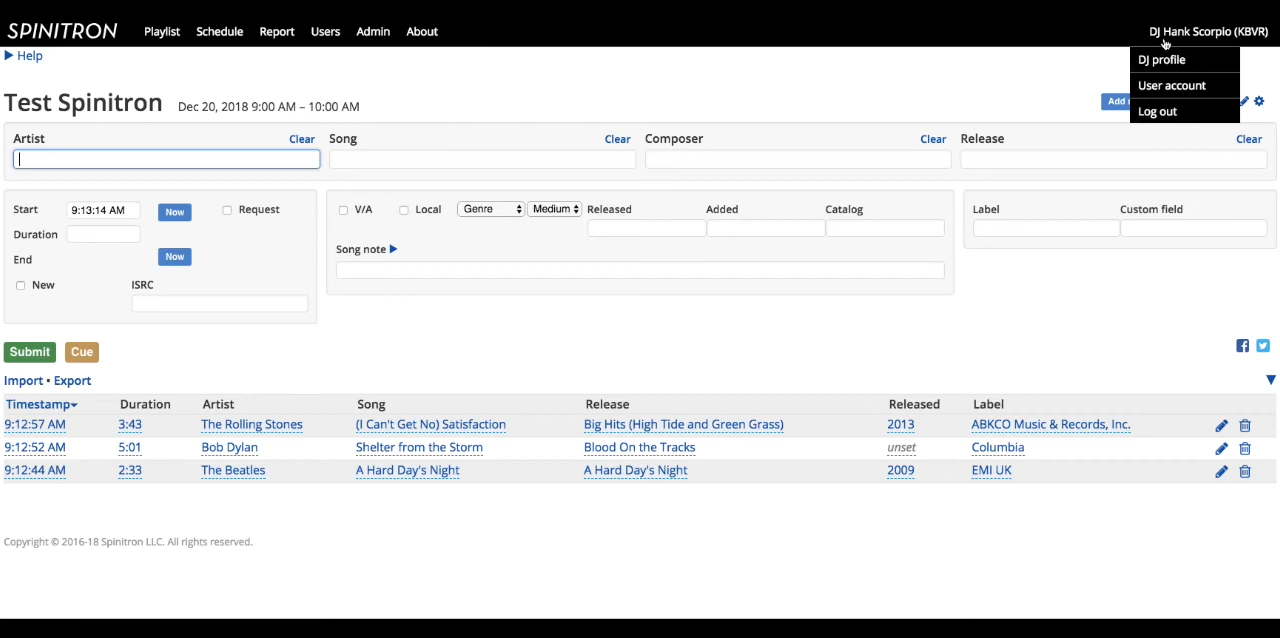 SPINITRON Playlist Schedule Report Users Admin About DJ Hank Scorpio (KBVR)
▶ Help
DJ profile
User account
Log out
Test Spinitron Dec 20, 2018 9:00 AM – 10:00 AM Add
Artist Clear Song Clear Composer Clear Release Clear
Start 9:13:14 AM Now Request V/A Local Genre Medium Released Added Catalog Label Custom field
Duration
Song note ▶
End Now
New ISRC
Submit Cue
Import • Export
Timestamp Duration Artist Song Release Released Label
9:12:57 AM 3:43 The Rolling Stones (I Can't Get No) Satisfaction Big Hits (High Tide and Green Grass) 2013 ABKCO Music & Records, Inc.
9:12:52 AM 5:01 Bob Dylan Shelter from the Storm Blood On the Tracks unset Columbia
9:12:44 AM 2:33 The Beatles A Hard Day's Night A Hard Day's Night 2009 EMI UK
Copyright © 2016-18 Spinitron LLC. All rights reserved.